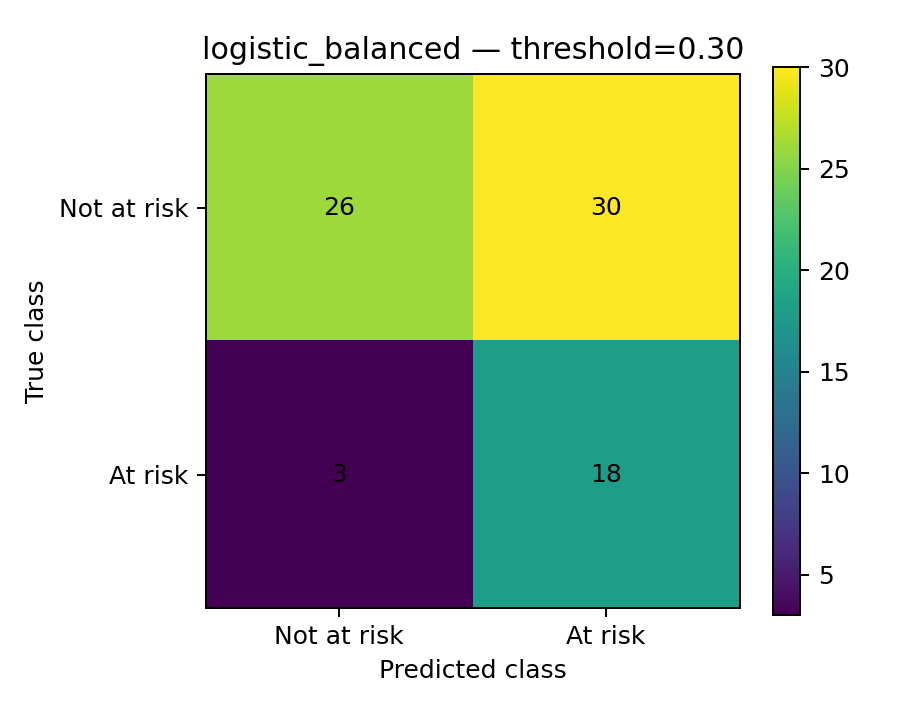 logistic_balanced — threshold=0.30
Not at risk
26
30
At risk
3
18
Not at risk
At risk
Predicted class
True class
30
25
20
15
10
5